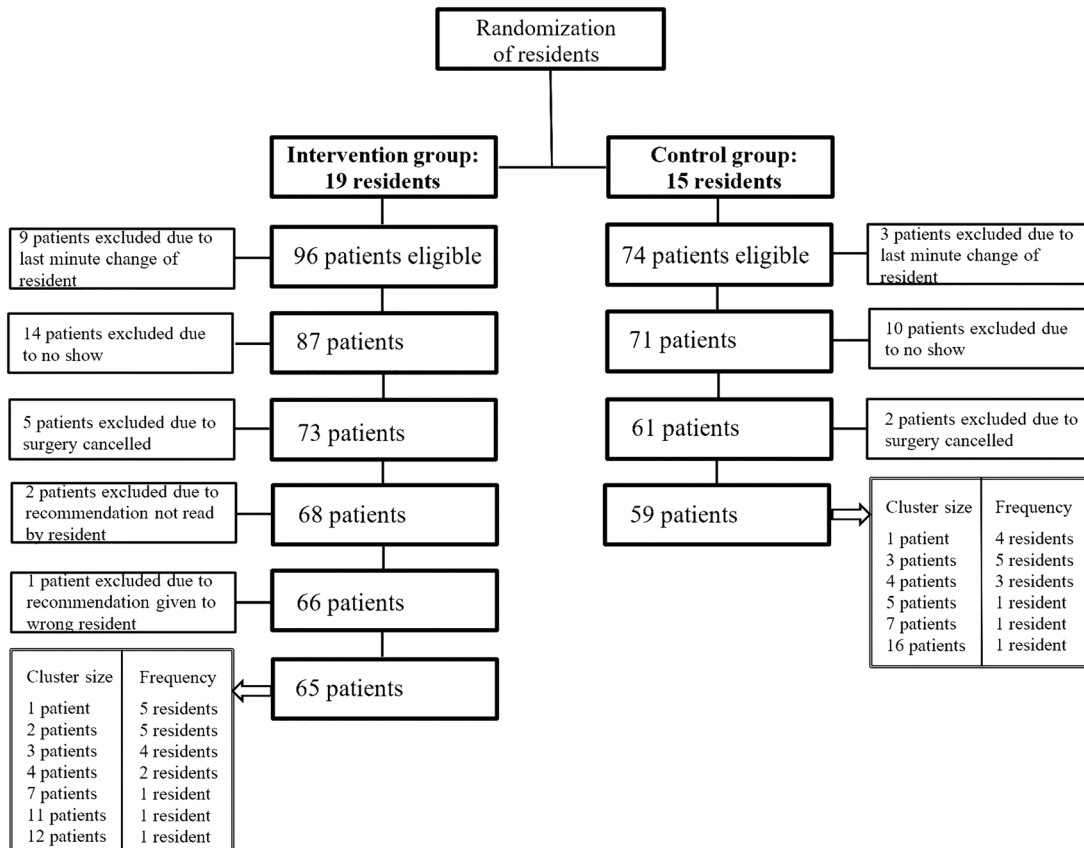 Randomization
of residents
Intervention group:
19 residents
Control group:
15 residents
9 patients excluded due to
last minute change of
resident
96 patients eligible
74 patients eligible
3 patients excluded due to
last minute change of
resident
14 patients excluded due
to no show
87 patients
71 patients
10 patients excluded due
to no show
5 patients excluded due to
surgery cancelled
73 patients
61 patients
2 patients excluded due to
surgery cancelled
2 patients excluded due to
recommendation not read
by resident
68 patients
59 patients
Cluster size Frequency
1 patient 4 residents
3 patients 5 residents
4 patients 3 residents
5 patients 1 resident
7 patients 1 resident
16 patients 1 resident
1 patient excluded due to
recommendation given to
wrong resident
66 patients
65 patients
Cluster size Frequency
1 patient 5 residents
2 patients 5 residents
3 patients 4 residents
4 patients 2 residents
7 patients 1 resident
11 patients 1 resident
12 patients 1 resident